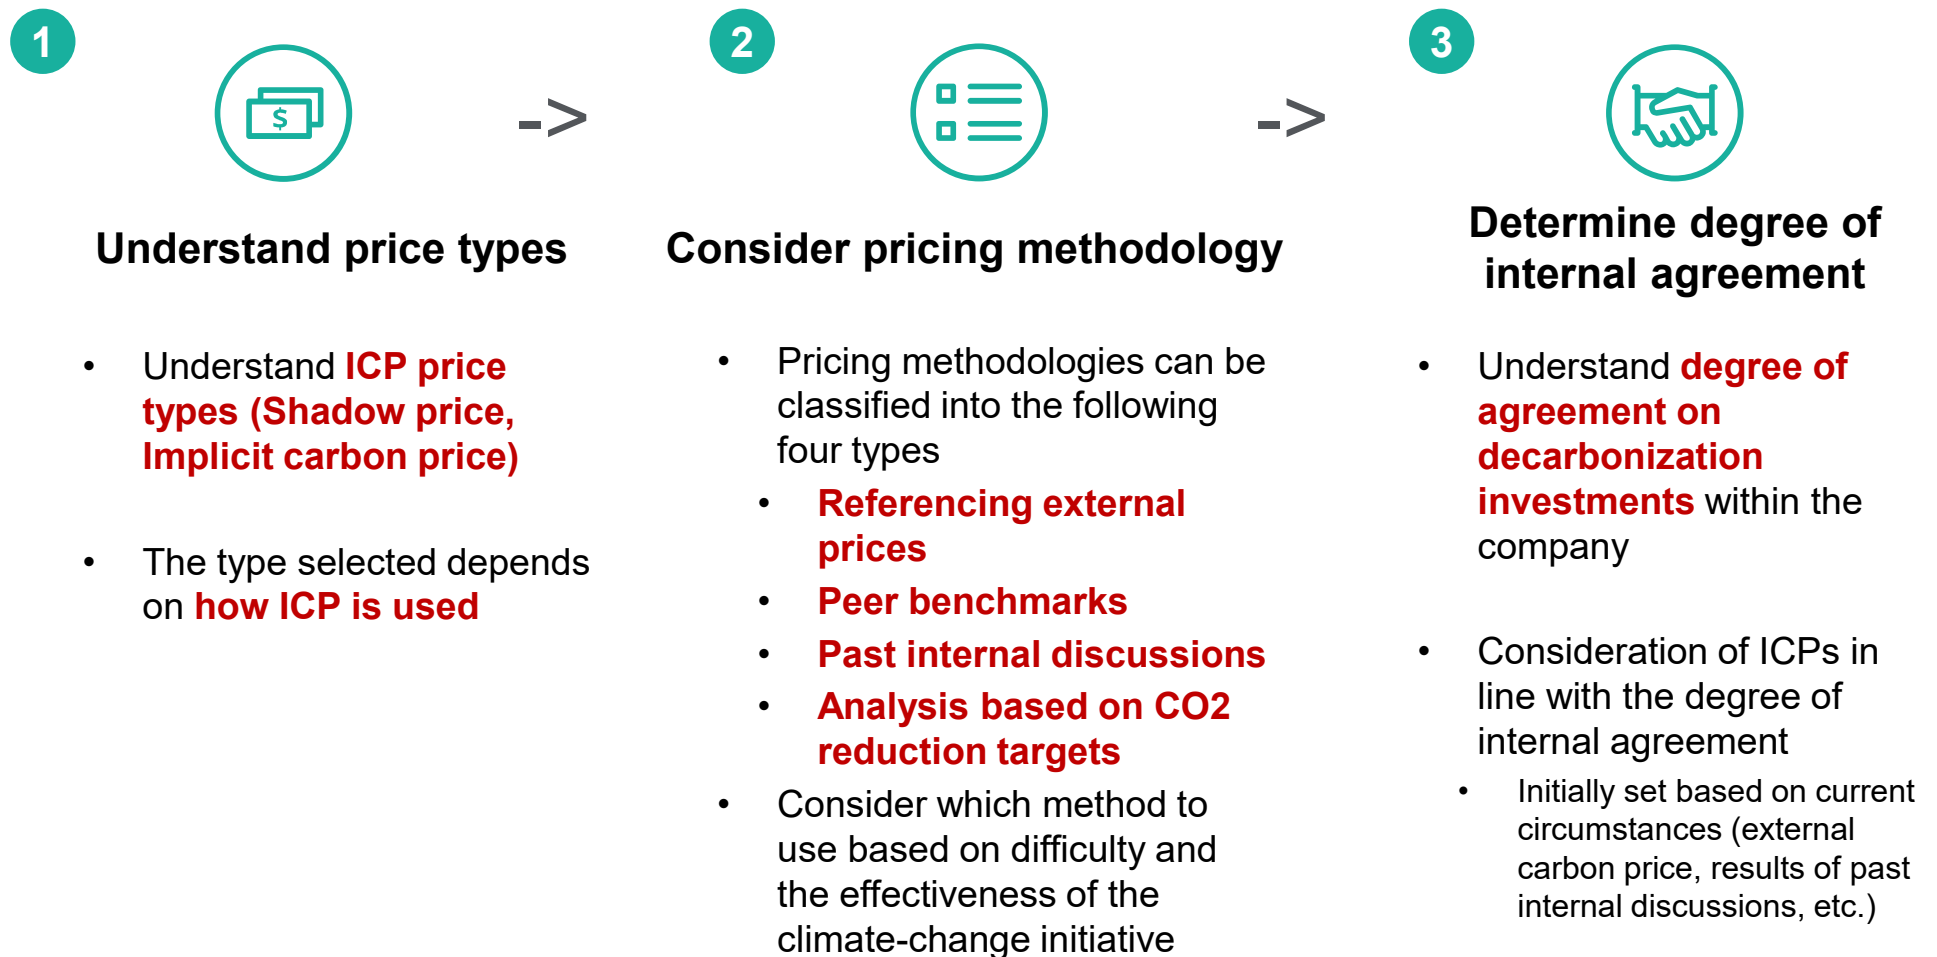 1
$
->
Understand price types
• Understand ICP price
types (Shadow price,
Implicit carbon price)
• The type selected depends
on how ICP is used
2
->
Consider pricing methodology
• Pricing methodologies can be
classified into the following
four types
• Referencing external
prices
• Peer benchmarks
• Past internal discussions
• Analysis based on CO2
reduction targets
• Consider which method to
use based on difficulty and
the effectiveness of the
climate-change initiative
3
Determine degree of
internal agreement
• Understand degree of
agreement on
decarbonization
investments within the
company
• Consideration of ICPs in
line with the degree of
internal agreement
• Initially set based on current
circumstances (external
carbon price, results of past
internal discussions, etc.)